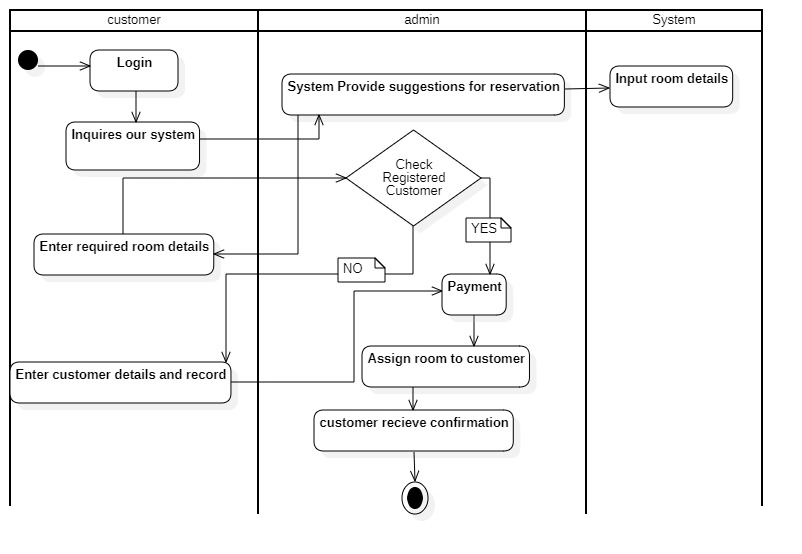 customer
admin
System
Login
System Provide suggestions for reservation
Input room details
Inquires our system
Check
Registered
Customer
YES
Enter required room details
NO
Payment
Assign room to customer
Enter customer details and record
customer recieve confirmation